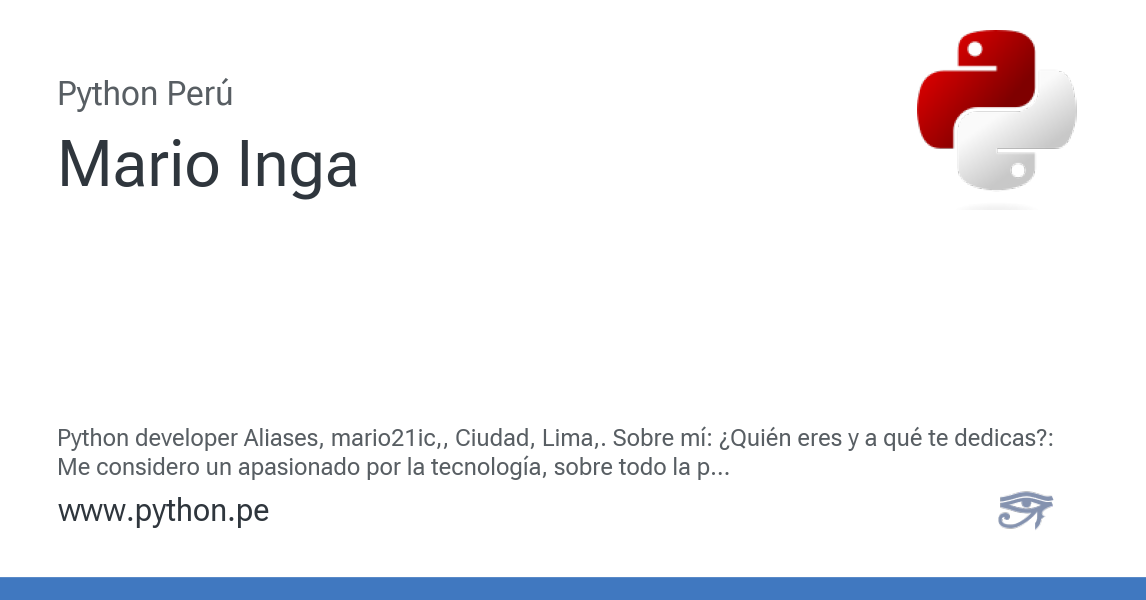 Python Perú
Mario Inga
Python developer Aliases, mario21ic,, Ciudad, Lima,. Sobre mí: ¿Quién eres y a qué te dedicas?:
Me considero un apasionado por la tecnología, sobre todo la p...
www.python.pe